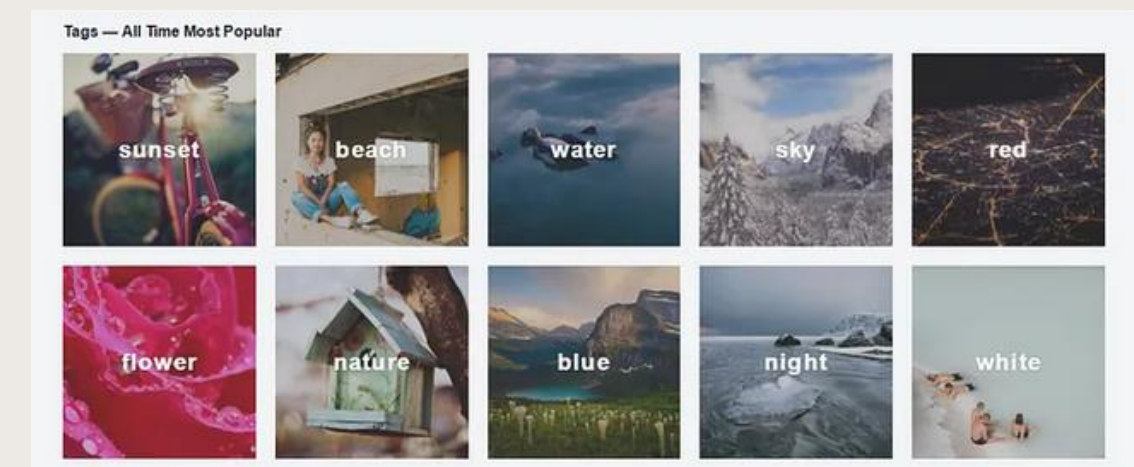 Tags — All Time Most Popular
sunset
beach
water
sky
red
flower
nature
blue
night
white